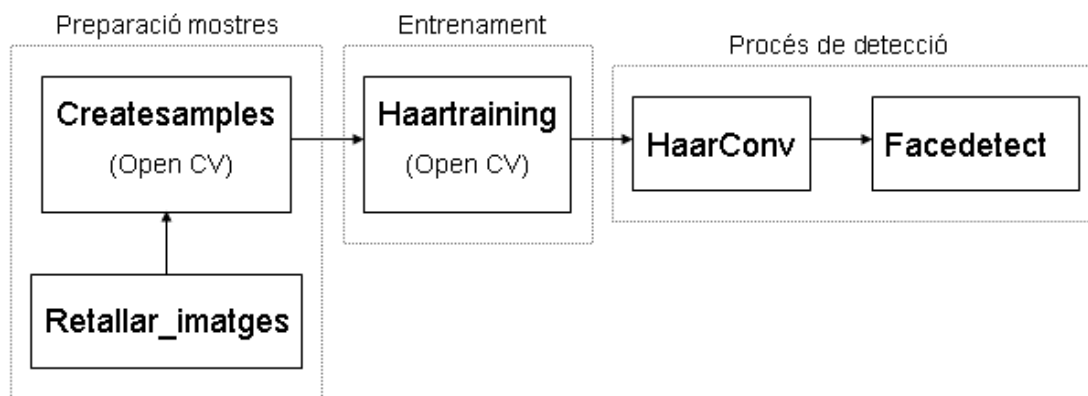 Preparació mostres
Entrenament
Procés de detecció
Createsamples
(Open CV)
Haartraining
(Open CV)
HaarConv
Facedetect
Retallar_imatges